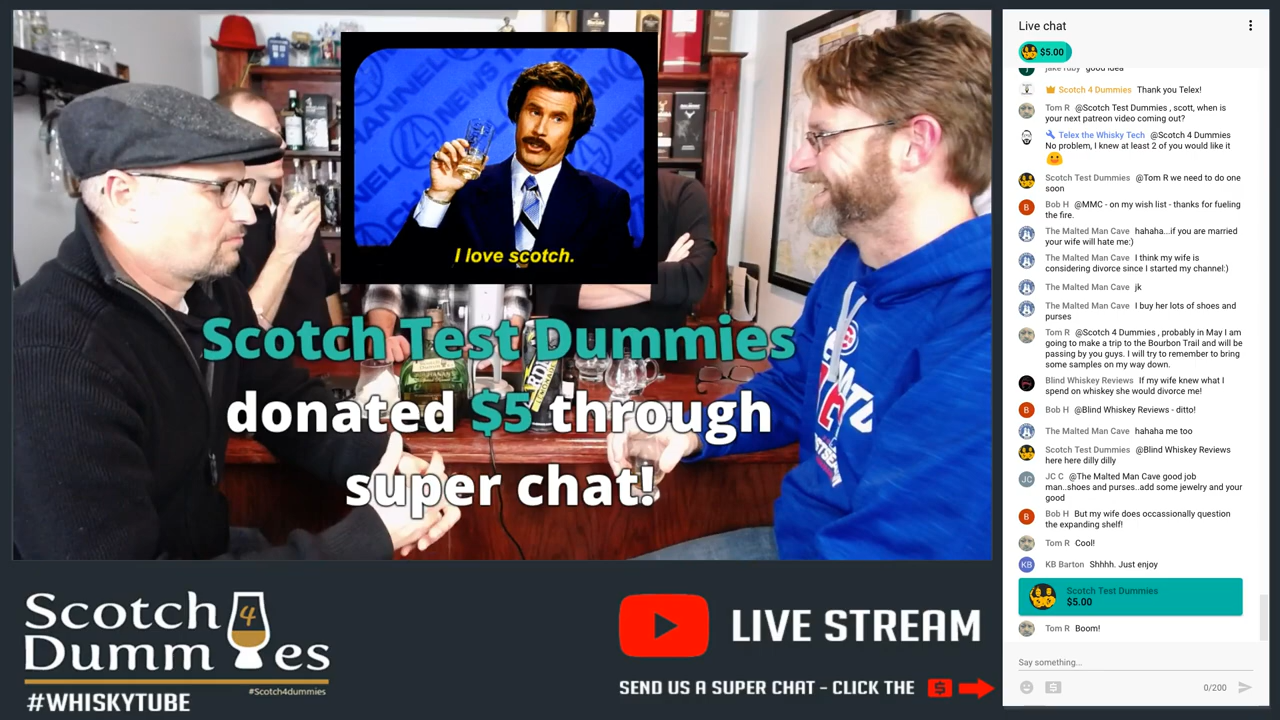 I love scotch.
Scotch Test Dummies
donated $5 through
super chat!
Scotch 4
Dummies
#Scotch4dummies
#WHISKYTUBE
LIVE STREAM
SEND US A SUPER CHAT - CLICK THE $
Live chat
$5.00
jake ruby good idea
Scotch 4 Dummies Thank you Telex!
Tom R @Scotch Test Dummies , scott, when is
your next patreon video coming out?
Telex the Whisky Tech @Scotch 4 Dummies
No problem, I knew at least 2 of you would like it
Scotch Test Dummies @Tom R we need to do one
soon
B Bob H @MMC - on my wish list - thanks for fueling
the fire.
The Malted Man Cave hahaha...if you are married
your wife will hate me:)
The Malted Man Cave I think my wife is
considering divorce since I started my channel:)
The Malted Man Cave jk
The Malted Man Cave I buy her lots of shoes and
purses
Tom R @Scotch 4 Dummies , probably in May I am
going to make a trip to the Bourbon Trail and will be
passing by you guys. I will try to remember to bring
some samples on my way down.
Blind Whiskey Reviews If my wife knew what I
spend on whiskey she would divorce me!
B Bob H @Blind Whiskey Reviews - ditto!
The Malted Man Cave hahaha me too
Scotch Test Dummies @Blind Whiskey Reviews
here here dilly dilly
JC JC C @The Malted Man Cave good job
man..shoes and purses..add some jewelry and your
good
B Bob H But my wife does occassionally question
the expanding shelf!
Tom R Cool!
KB KB Barton Shhhh. Just enjoy
Scotch Test Dummies
$5.00
Tom R Boom!
Say something...
0/200